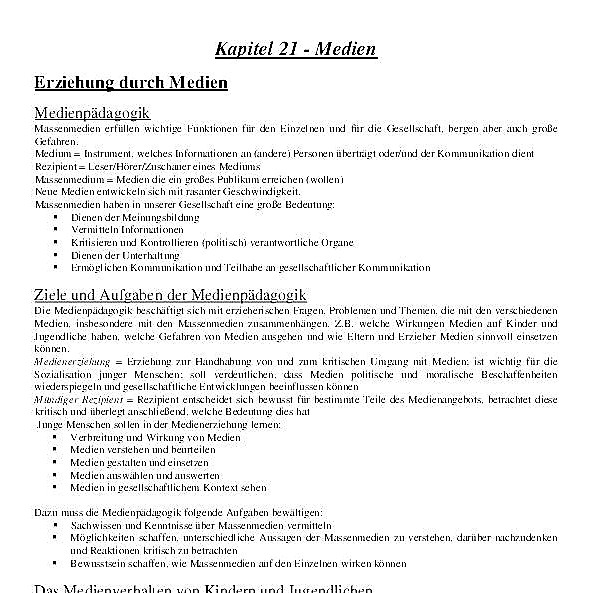 Kapitel 21 - Medien
Erziehung durch Medien
Medienpädagogik
Massenmedien erfüllen wichtige Funktionen für den Einzelnen und für die Gesellschaft, bergen aber auch große
Gefahren.
Medium = Instrument, welches Informationen an (andere) Personen überträgt oder/und der Kommunikation dient
Rezipient = Leser/Hörer/Zuschauer eines Mediums
Massenmedium = Medien die ein großes Publikum erreichen (wollen)
Neue Medien entwickeln sich mit rasanter Geschwindigkeit.
Massenmedien haben in unserer Gesellschaft eine große Bedeutung:
▪ Dienen der Meinungsbildung
▪ Vermitteln Informationen
▪ Kritisieren und Kontrollieren (politisch) verantwortliche Organe
▪ Dienen der Unterhaltung
▪ Ermöglichen Kommunikation und Teilhabe an gesellschaftlicher Kommunikation
Ziele und Aufgaben der Medienpädagogik
Die Medienpädagogik beschäftigt sich mit erzieherischen Fragen, Problemen und Themen, die mit den verschiedenen
Medien, insbesondere mit den Massenmedien zusammenhängen. Z.B. welche Wirkungen Medien auf Kinder und
Jugendliche haben, welche Gefahren von Medien ausgehen und wie Eltern und Erzieher Medien sinnvoll einsetzen
können.
Medienerziehung = Erziehung zur Handhabung von und zum kritischen Umgang mit Medien; ist wichtig für die
Sozialisation junger Menschen; soll verdeutlichen, dass Medien politische und moralische Beschaffenheiten
wiederspiegeln und gesellschaftliche Entwicklungen beeinflussen können
Mündiger Rezipient = Rezipient entscheidet sich bewusst für bestimmte Teile des Medienangebots, betrachtet diese
kritisch und überlegt anschließend, welche Bedeutung dies hat
Junge Menschen sollen in der Medienerziehung lernen:
▪ Verbreitung und Wirkung von Medien
▪ Medien verstehen und beurteilen
▪ Medien gestalten und einsetzen
▪ Medien auswählen und auswerten
▪ Medien in gesellschaftlichem Kontext sehen
Dazu muss die Medienpädagogik folgende Aufgaben bewältigen:
▪ Sachwissen und Kenntnisse über Massenmedien vermitteln
▪ Möglichkeiten schaffen, unterschiedliche Aussagen der Massenmedien zu verstehen, darüber nachzudenken
und Reaktionen kritisch zu betrachten
▪ Bewusstsein schaffen, wie Massenmedien auf den Einzelnen wirken können
Das Medienverhalten von Kindern und Jugendlichen